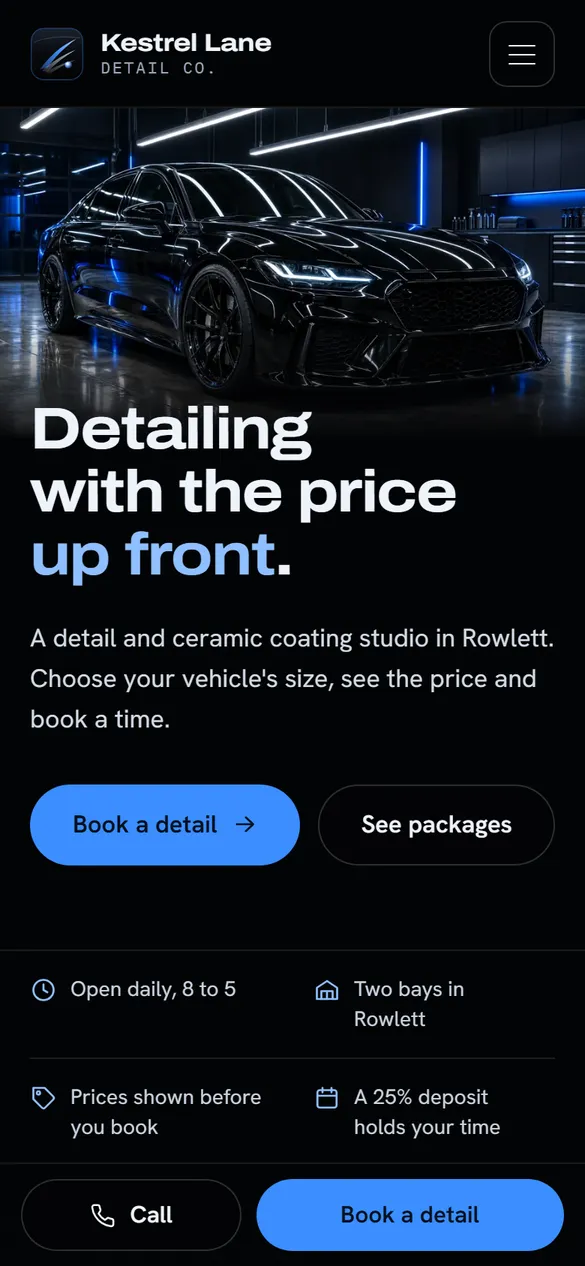 Kestrel Lane
DETAIL CO.
Detailing
with the price
up front.
A detail and ceramic coating studio in Rowlett.
Choose your vehicle's size, see the price and
book a time.
Book a detail →
See packages
Open daily, 8 to 5
Two bays in
Rowlett
Prices shown before
you book
A 25% deposit
holds your time
Call
Book a detail